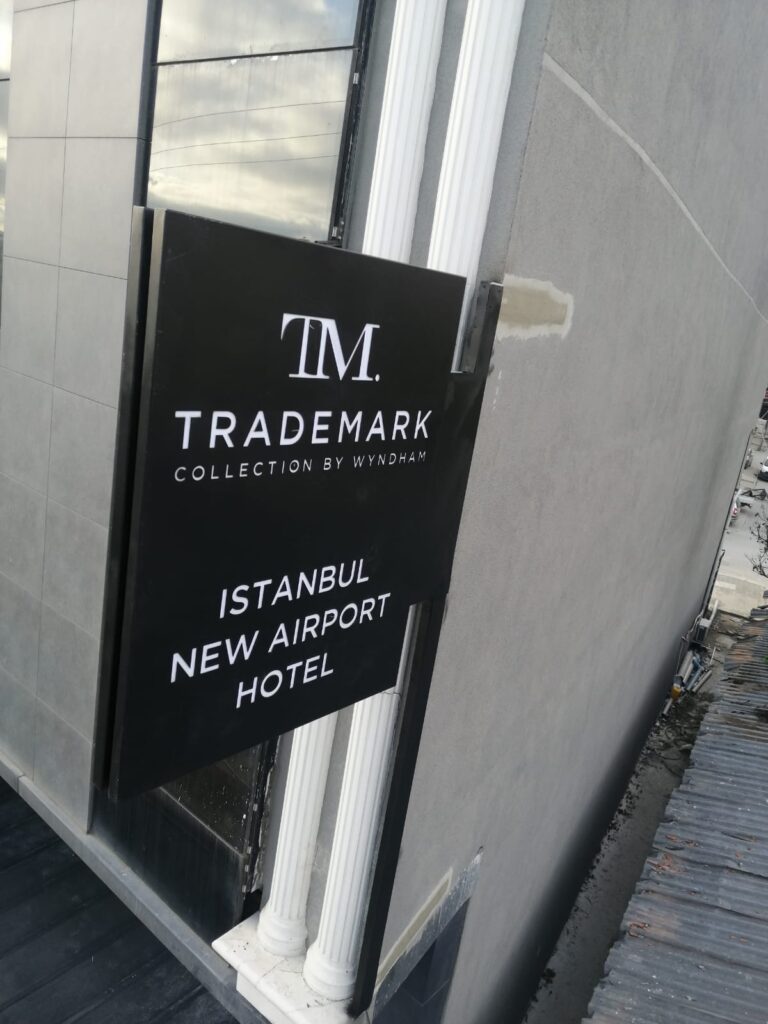 TM.
TRADEMARK
COLLECTION BY WYNDHAM
ISTANBUL
NEW AIRPORT
HOTEL